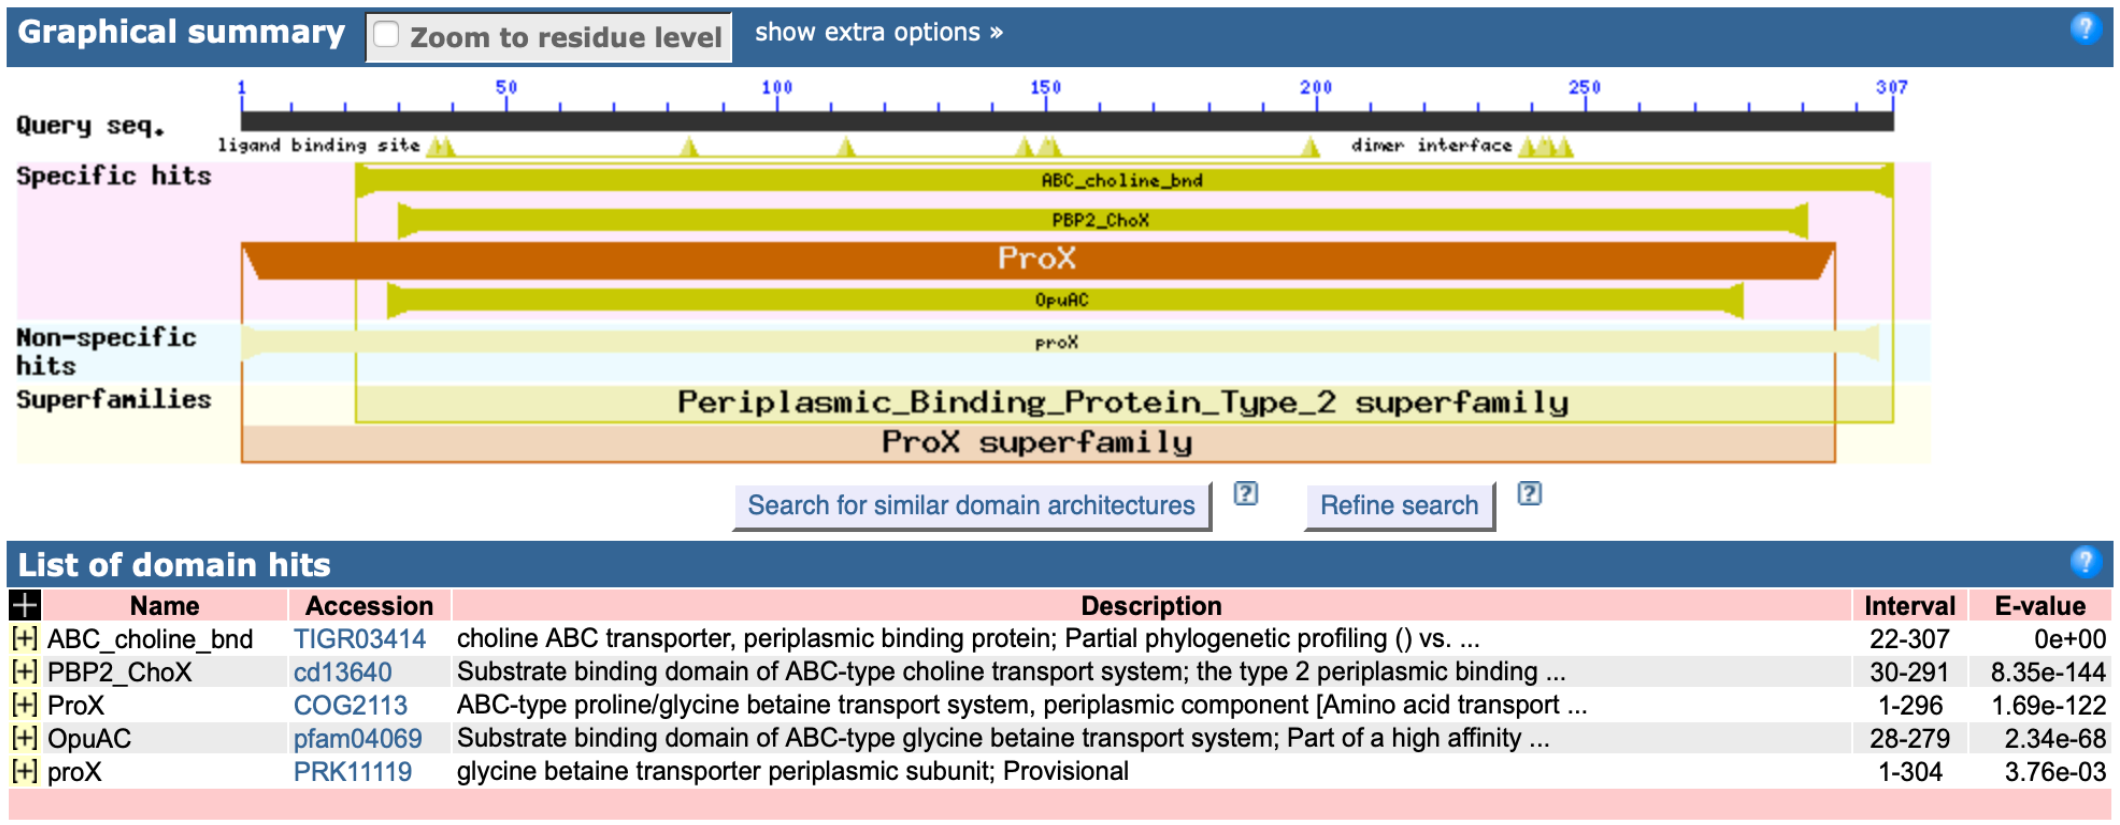 Graphical summary Zoom to residue level show extra options » ?
1 50 100 150 200 250 307
Query seq.
ligand binding site dimer interface
Specific hits ABC_choline_bnd
PBP2_ChoX
ProX
OpuAC
Non-specific hits proX
Superfamilies Periplasmic_Binding_Protein_Type_2 superfamily
ProX superfamily
Search for similar domain architectures ? Refine search ?
List of domain hits ?
+ Name Accession Description Interval E-value
[+] ABC_choline_bnd TIGR03414 choline ABC transporter, periplasmic binding protein; Partial phylogenetic profiling () vs. ... 22-307 0e+00
[+] PBP2_ChoX cd13640 Substrate binding domain of ABC-type choline transport system; the type 2 periplasmic binding ... 30-291 8.35e-144
[+] ProX COG2113 ABC-type proline/glycine betaine transport system, periplasmic component [Amino acid transport ... 1-296 1.69e-122
[+] OpuAC pfam04069 Substrate binding domain of ABC-type glycine betaine transport system; Part of a high affinity ... 28-279 2.34e-68
[+] proX PRK11119 glycine betaine transporter periplasmic subunit; Provisional 1-304 3.76e-03